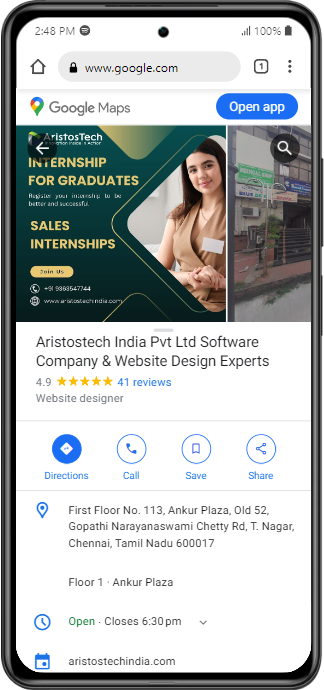 2:48 PM
100%
www.google.com
1
Google Maps
Open app
AristosTech
Innovation Inside In Action
INTERNSHIP
FOR GRADUATES
Register your internship to be
better and successful.
SALES
INTERNSHIPS
Join Us
www.aristostechindia.com
Aristostech India Pvt Ltd Software
Company & Website Design Experts
4.9 41 reviews
Website designer
Directions Call Save Share
First Floor No. 113, Ankur Plaza, Old 52,
Gopathi Narayanaswami Chetty Rd, T. Nagar,
Chennai, Tamil Nadu 600017
Floor 1 · Ankur Plaza
Open · Closes 6:30 pm
aristostechindia.com